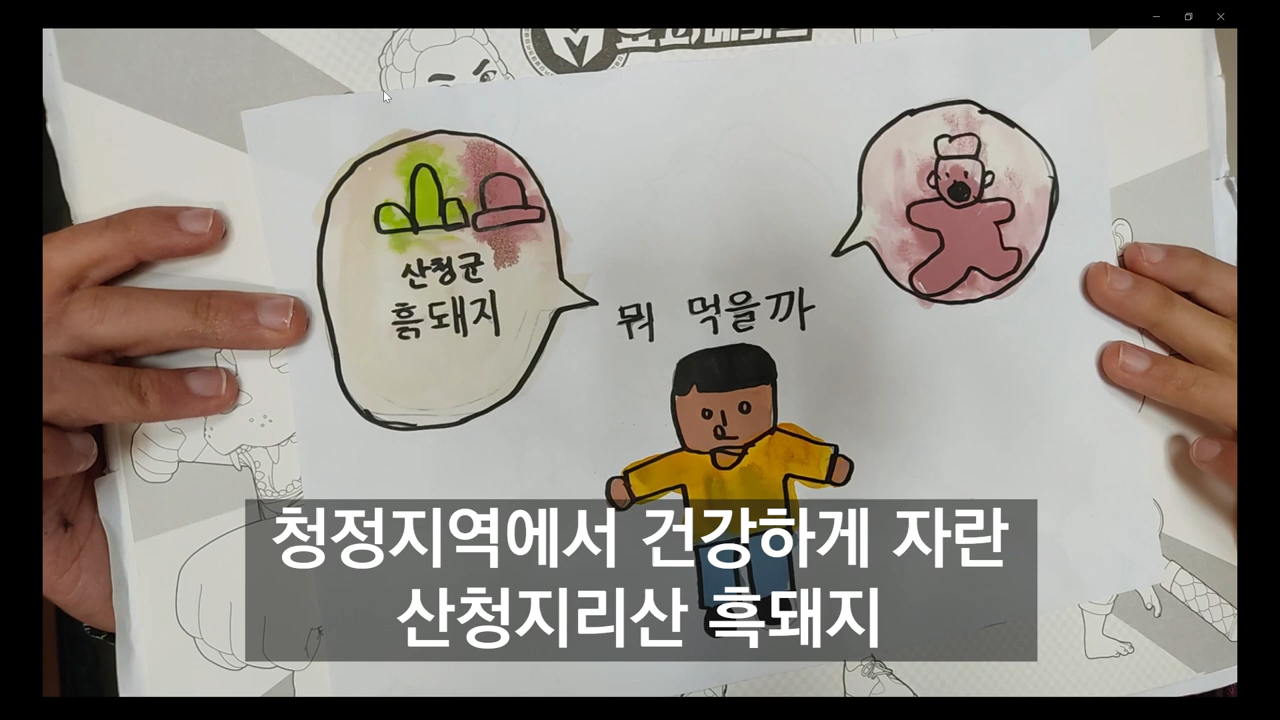 산청군
흑돼지
뭐 먹을까
청정지역에서 건강하게 자란
산청지리산 흑돼지